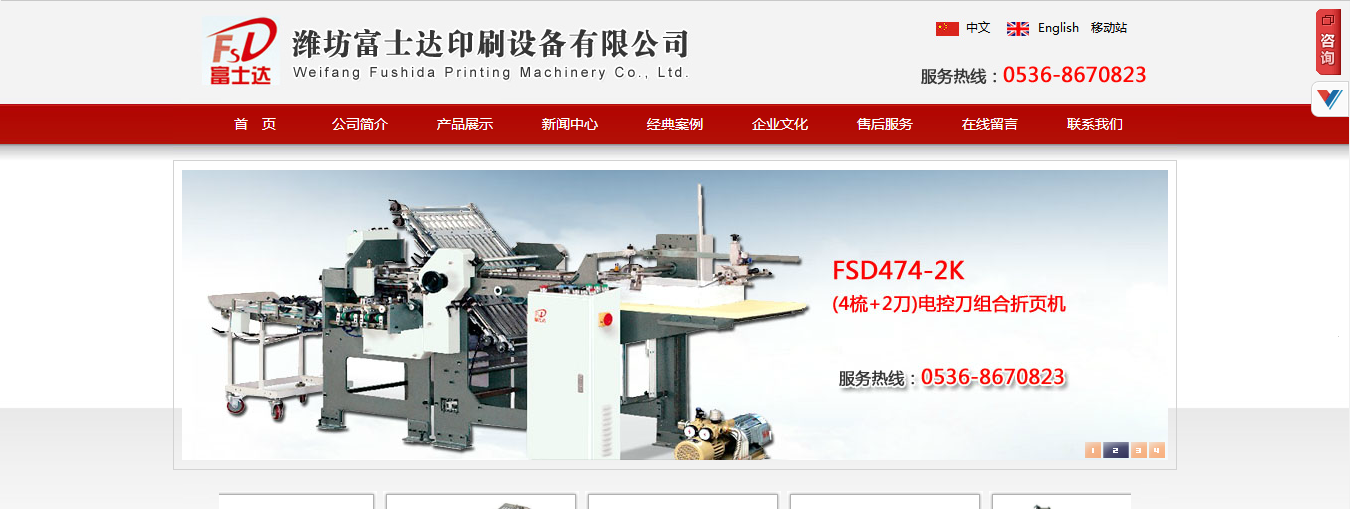 FSD
富士达
潍坊富士达印刷设备有限公司
Weifang Fushida Printing Machinery Co., Ltd.
中文 English 移动站
服务热线：0536-8670823
咨询
首 页 公司简介 产品展示 新闻中心 经典案例 企业文化 售后服务 在线留言 联系我们
FSD474-2K
(4梳+2刀)电控刀组合折页机
富士达
服务热线：0536-8670823
1 2 3 4